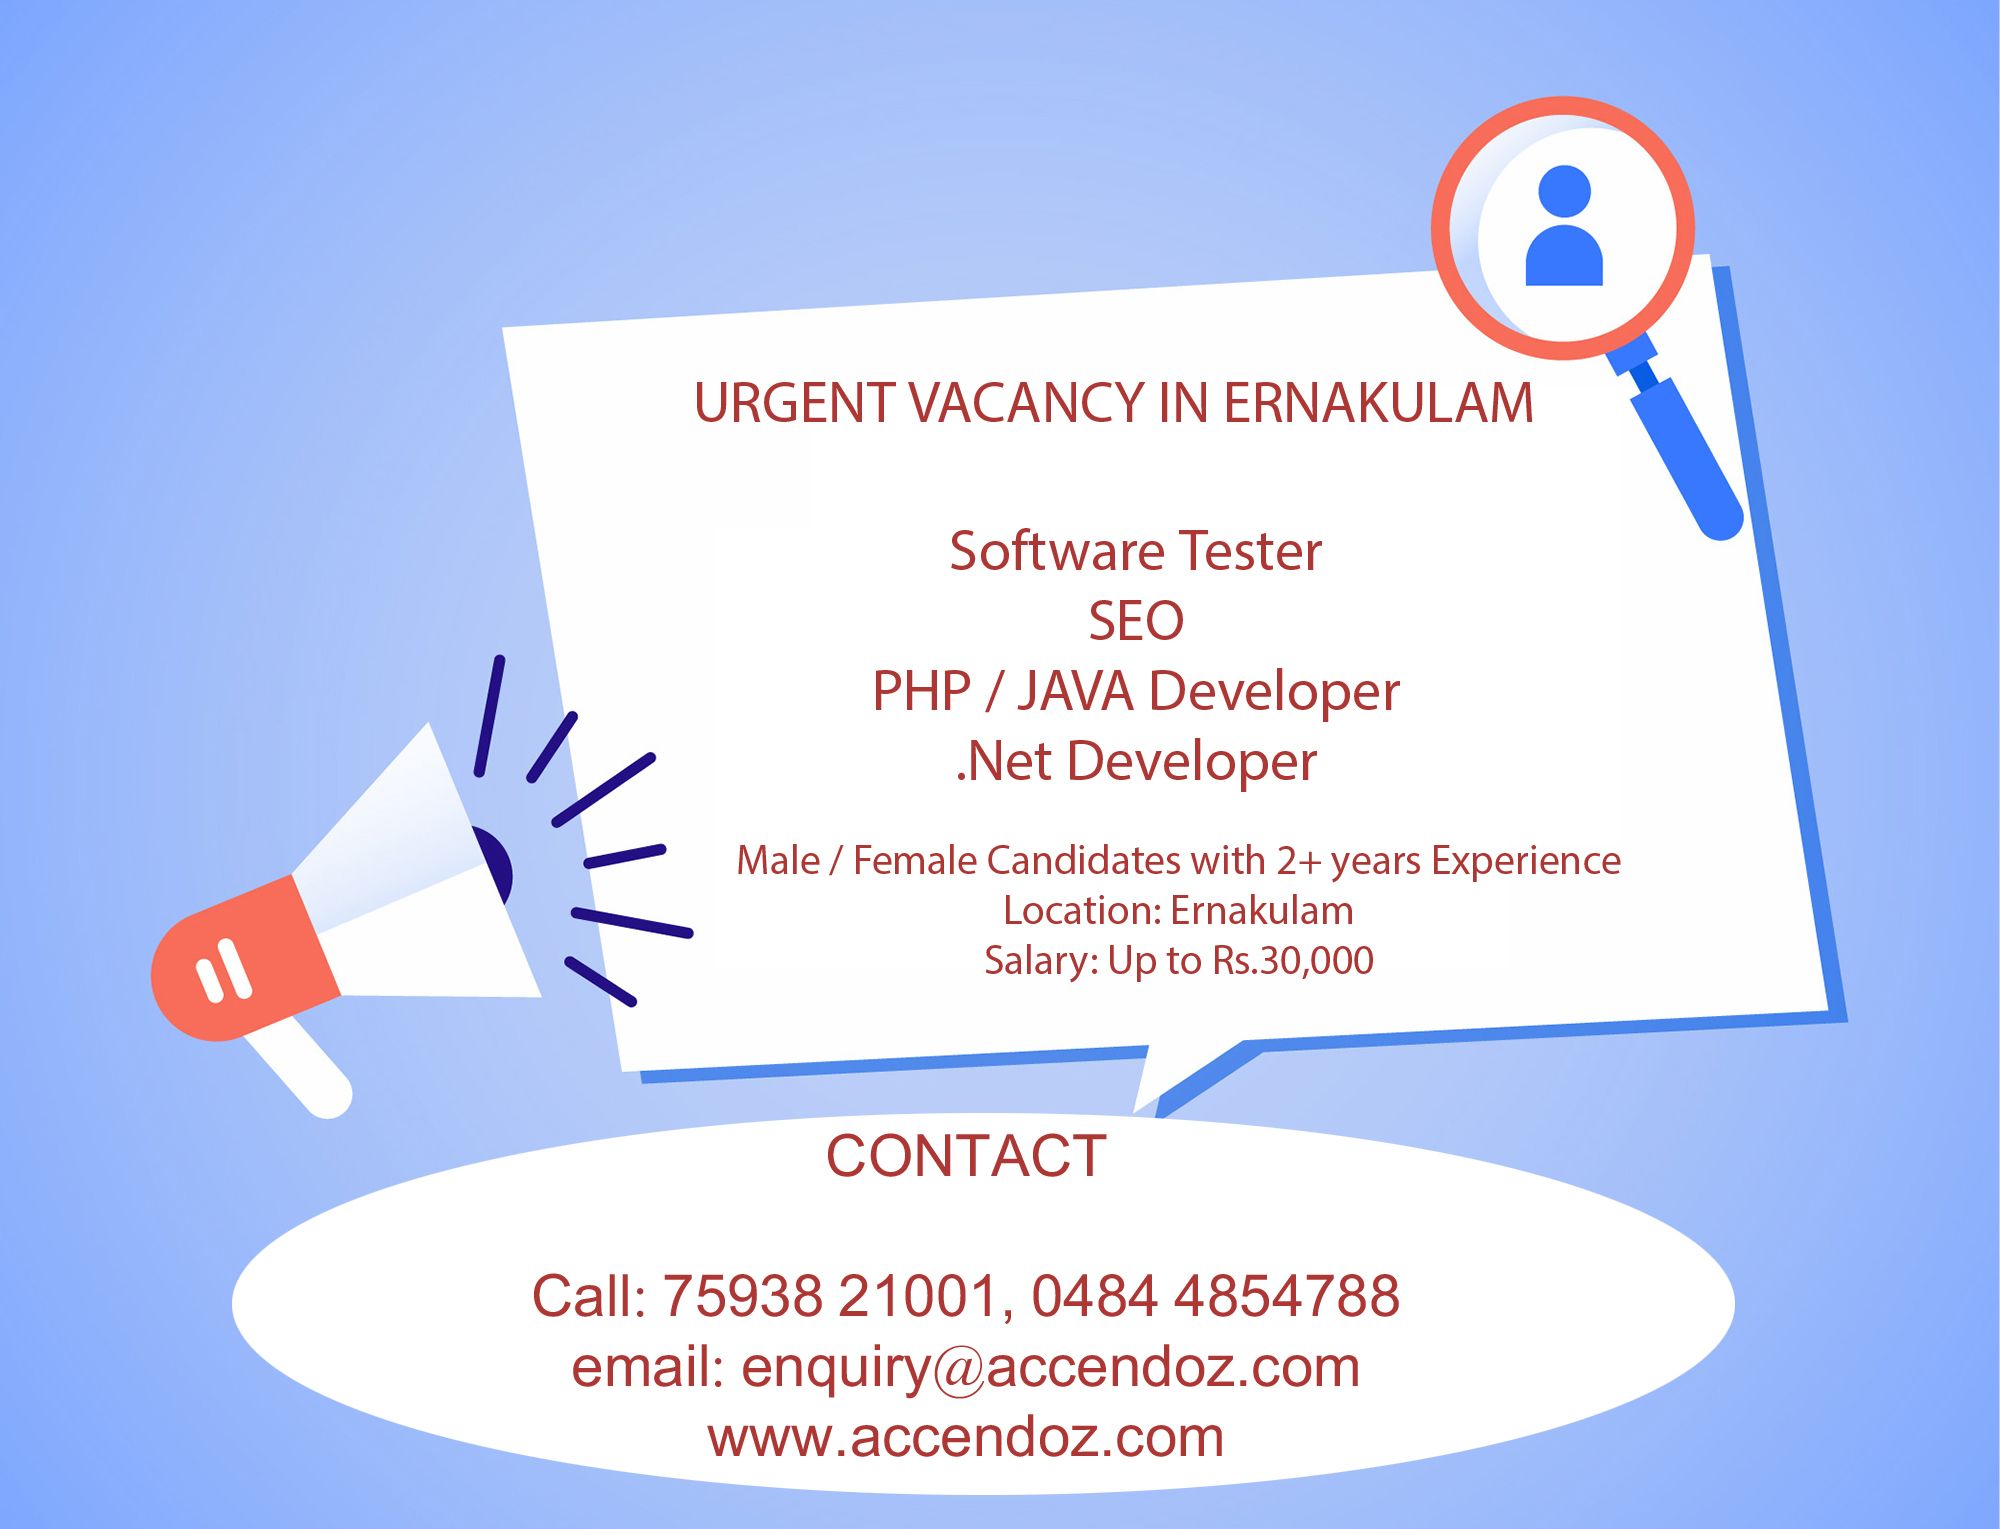 URGENT VACANCY IN ERNAKULAM
Software Tester
SEO
PHP / JAVA Developer
.Net Developer
Male / Female Candidates with 2+ years Experience
Location: Ernakulam
Salary: Up to Rs.30,000
CONTACT
Call: 75938 21001, 0484 4854788
email: enquiry@accendoz.com
www.accendoz.com